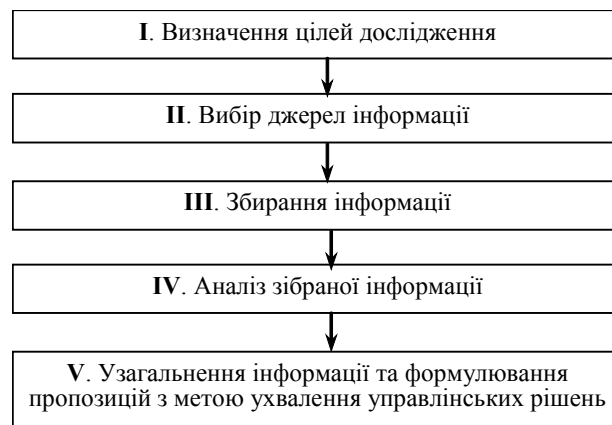 I. Визначення цілей дослідження
II. Вибір джерел інформації
III. Збирання інформації
IV. Аналіз зібраної інформації
V. Узагальнення інформації та формулювання
пропозицій з метою ухвалення управлінських рішень